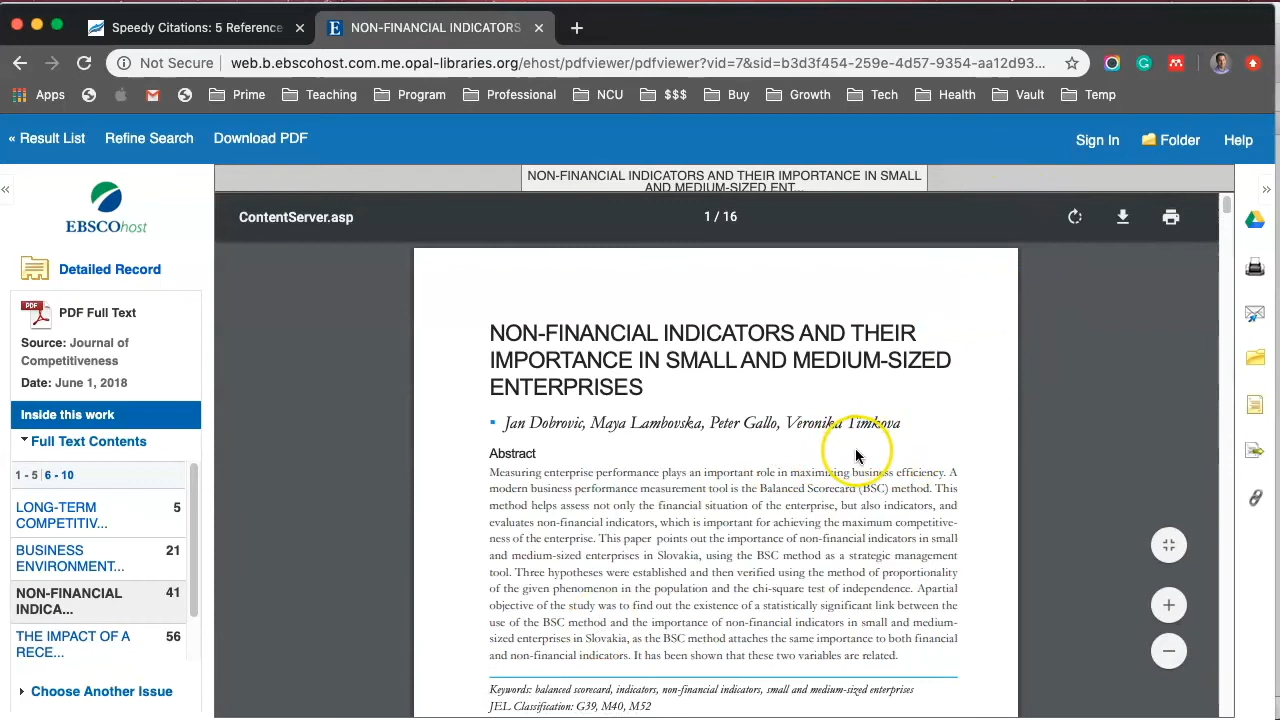 Speedy Citations: 5 Reference
NON-FINANCIAL INDICATORS
Not Secure
web.b.ebscohost.com.me.opal-libraries.org/ehost/pdfviewer/pdfviewer?vid=7&sid=b3d3f454-259e-4d57-9354-aa12d93...
Apps
Prime
Teaching
Program
Professional
NCU
$$$
Buy
Growth
Tech
Health
Vault
Temp
« Result List
Refine Search
Download PDF
Sign In
Folder
Help
NON-FINANCIAL INDICATORS AND THEIR IMPORTANCE IN SMALL
AND MEDIUM-SIZED ENT...
EBSCOhost
ContentServer.asp
1 / 16
Detailed Record
PDF
PDF Full Text
Source: Journal of
Competitiveness
Date: June 1, 2018
Inside this work
Full Text Contents
1 - 5 6 - 10
LONG-TERM
COMPETITIV...
5
BUSINESS
ENVIRONMENT...
21
NON-FINANCIAL
INDICA...
41
THE IMPACT OF A
RECE...
56
Choose Another Issue
NON-FINANCIAL INDICATORS AND THEIR
IMPORTANCE IN SMALL AND MEDIUM-SIZED
ENTERPRISES
Jan Dobrovic, Maya Lambovska, Peter Gallo, Veronika Timkova
Abstract
Measuring enterprise performance plays an important role in maximizing business efficiency. A
modern business performance measurement tool is the Balanced Scorecard (BSC) method. This
method helps assess not only the financial situation of the enterprise, but also indicators, and
evaluates non-financial indicators, which is important for achieving the maximum competitive-
ness of the enterprise. This paper points out the importance of non-financial indicators in small
and medium-sized enterprises in Slovakia, using the BSC method as a strategic management
tool. Three hypotheses were established and then verified using the method of proportionality
of the given phenomenon in the population and the chi-square test of independence. Apartial
objective of the study was to find out the existence of a statistically significant link between the
use of the BSC method and the importance of non-financial indicators in small and medium-
sized enterprises in Slovakia, as the BSC method attaches the same importance to both financial
and non-financial indicators. It has been shown that these two variables are related.
Keywords: balanced scorecard, indicators, non-financial indicators, small and medium-sized enterprises
JEL Classification: G39, M40, M52